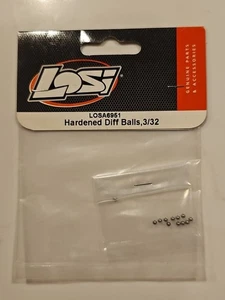 LOSI
GENUINE PARTS
& ACCESSORIES
LOSA6951
Hardened Diff Balls,3/32